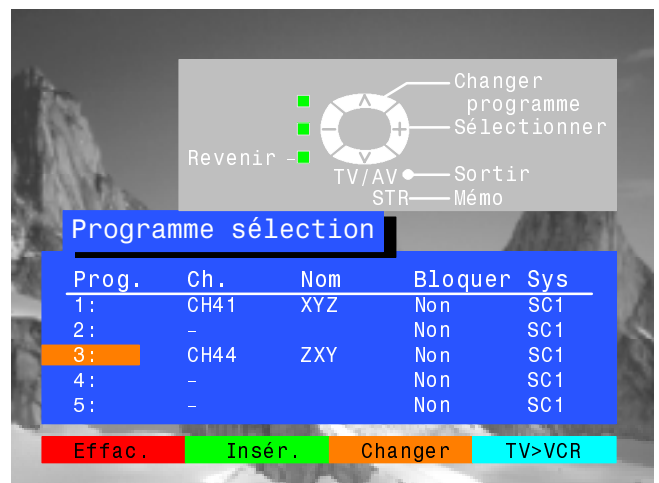 Changer
programme
Sélectionner
Revenir
TV/AV Sortir
STR Mémo
Programme sélection
Prog. Ch. Nom Bloquer Sys
1: CH41 XYZ Non SC1
2: - Non SC1
3: CH44 ZXY Non SC1
4: - Non SC1
5: - Non SC1
Effac. Insér. Changer TV>VCR